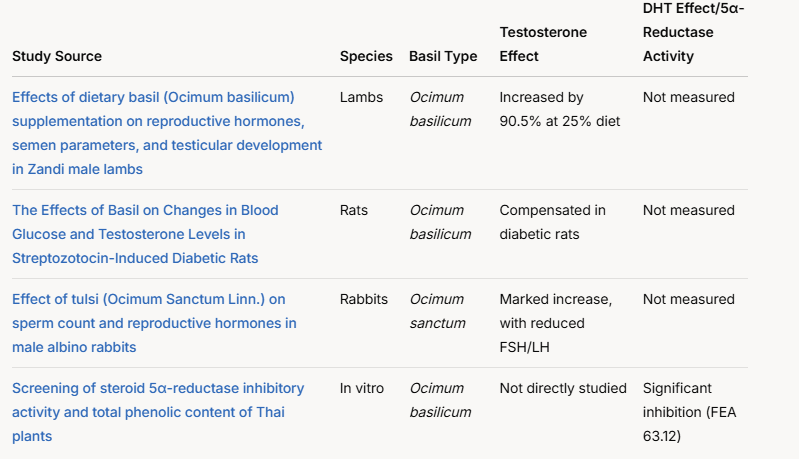 Study Source Species Basil Type Testosterone Effect DHT Effect/5α-Reductase Activity
Effects of dietary basil (Ocimum basilicum) supplementation on reproductive hormones, semen parameters, and testicular development in Zandi male lambs Lambs Ocimum basilicum Increased by 90.5% at 25% diet Not measured
The Effects of Basil on Changes in Blood Glucose and Testosterone Levels in Streptozotocin-Induced Diabetic Rats Rats Ocimum basilicum Compensated in diabetic rats Not measured
Effect of tulsi (Ocimum Sanctum Linn.) on sperm count and reproductive hormones in male albino rabbits Rabbits Ocimum sanctum Marked increase, with reduced FSH/LH Not measured
Screening of steroid 5α-reductase inhibitory activity and total phenolic content of Thai plants In vitro Ocimum basilicum Not directly studied Significant inhibition (FEA 63.12)